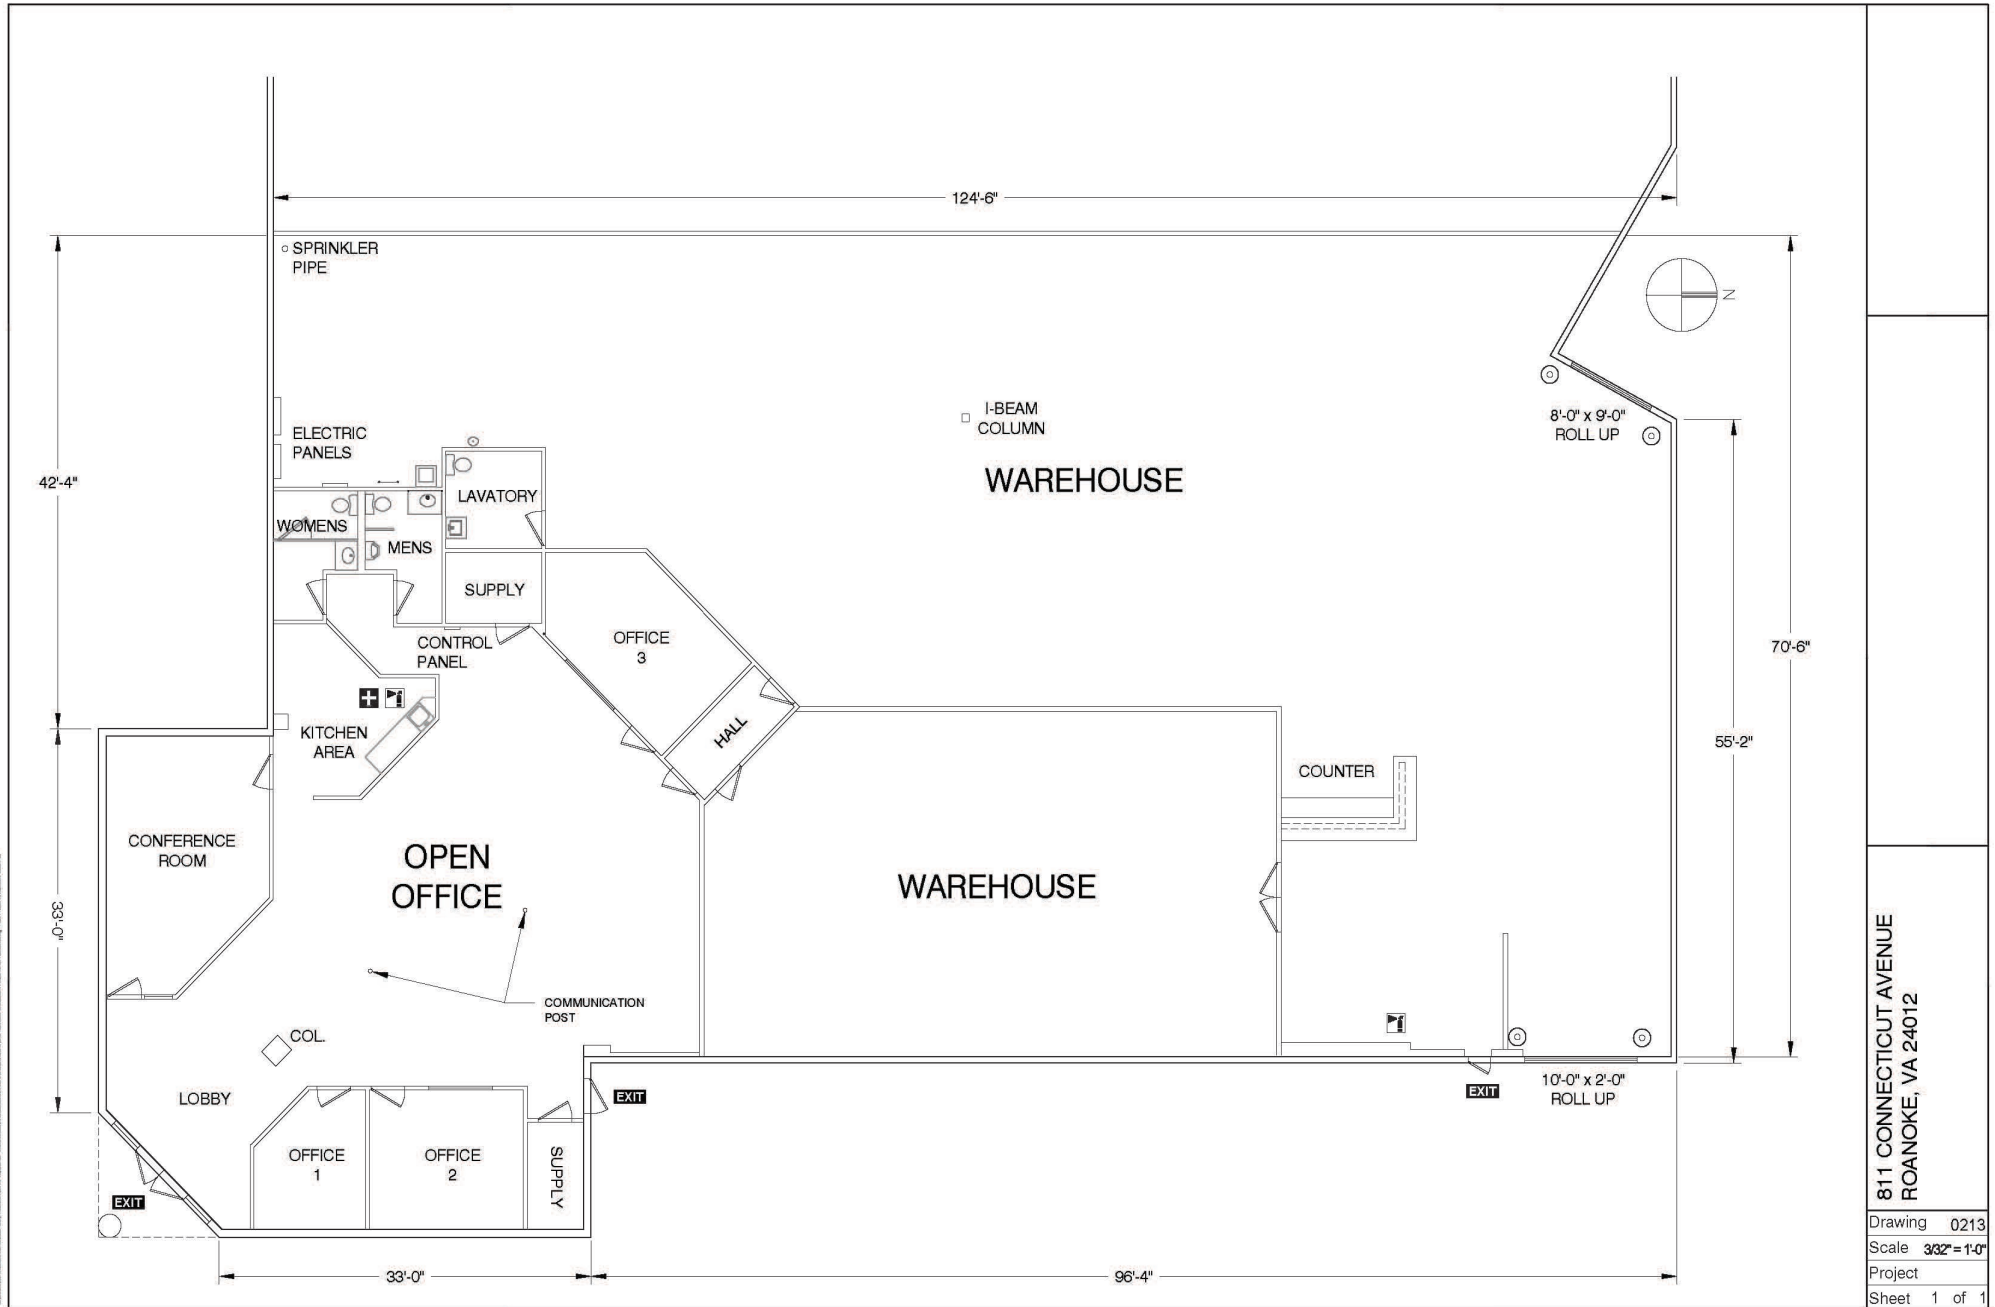 124'-6"
SPRINKLER
PIPE
N
I-BEAM
COLUMN
8'-0" x 9'-0"
ROLL UP
ELECTRIC
PANELS
42'-4"
WAREHOUSE
LAVATORY
WOMENS
MENS
SUPPLY
CONTROL
PANEL
OFFICE
3
70'-6"
KITCHEN
AREA
HALL
55'-2"
COUNTER
CONFERENCE
ROOM
OPEN
OFFICE
WAREHOUSE
33'-0"
COMMUNICATION
POST
COL.
LOBBY
EXIT
EXIT
10'-0" x 2'-0"
ROLL UP
OFFICE
1
OFFICE
2
SUPPLY
EXIT
33'-0"
96'-4"
811 CONNECTICUT AVENUE
ROANOKE, VA 24012
Drawing 0213
Scale 3/32" = 1'-0"
Project
Sheet 1 of 1